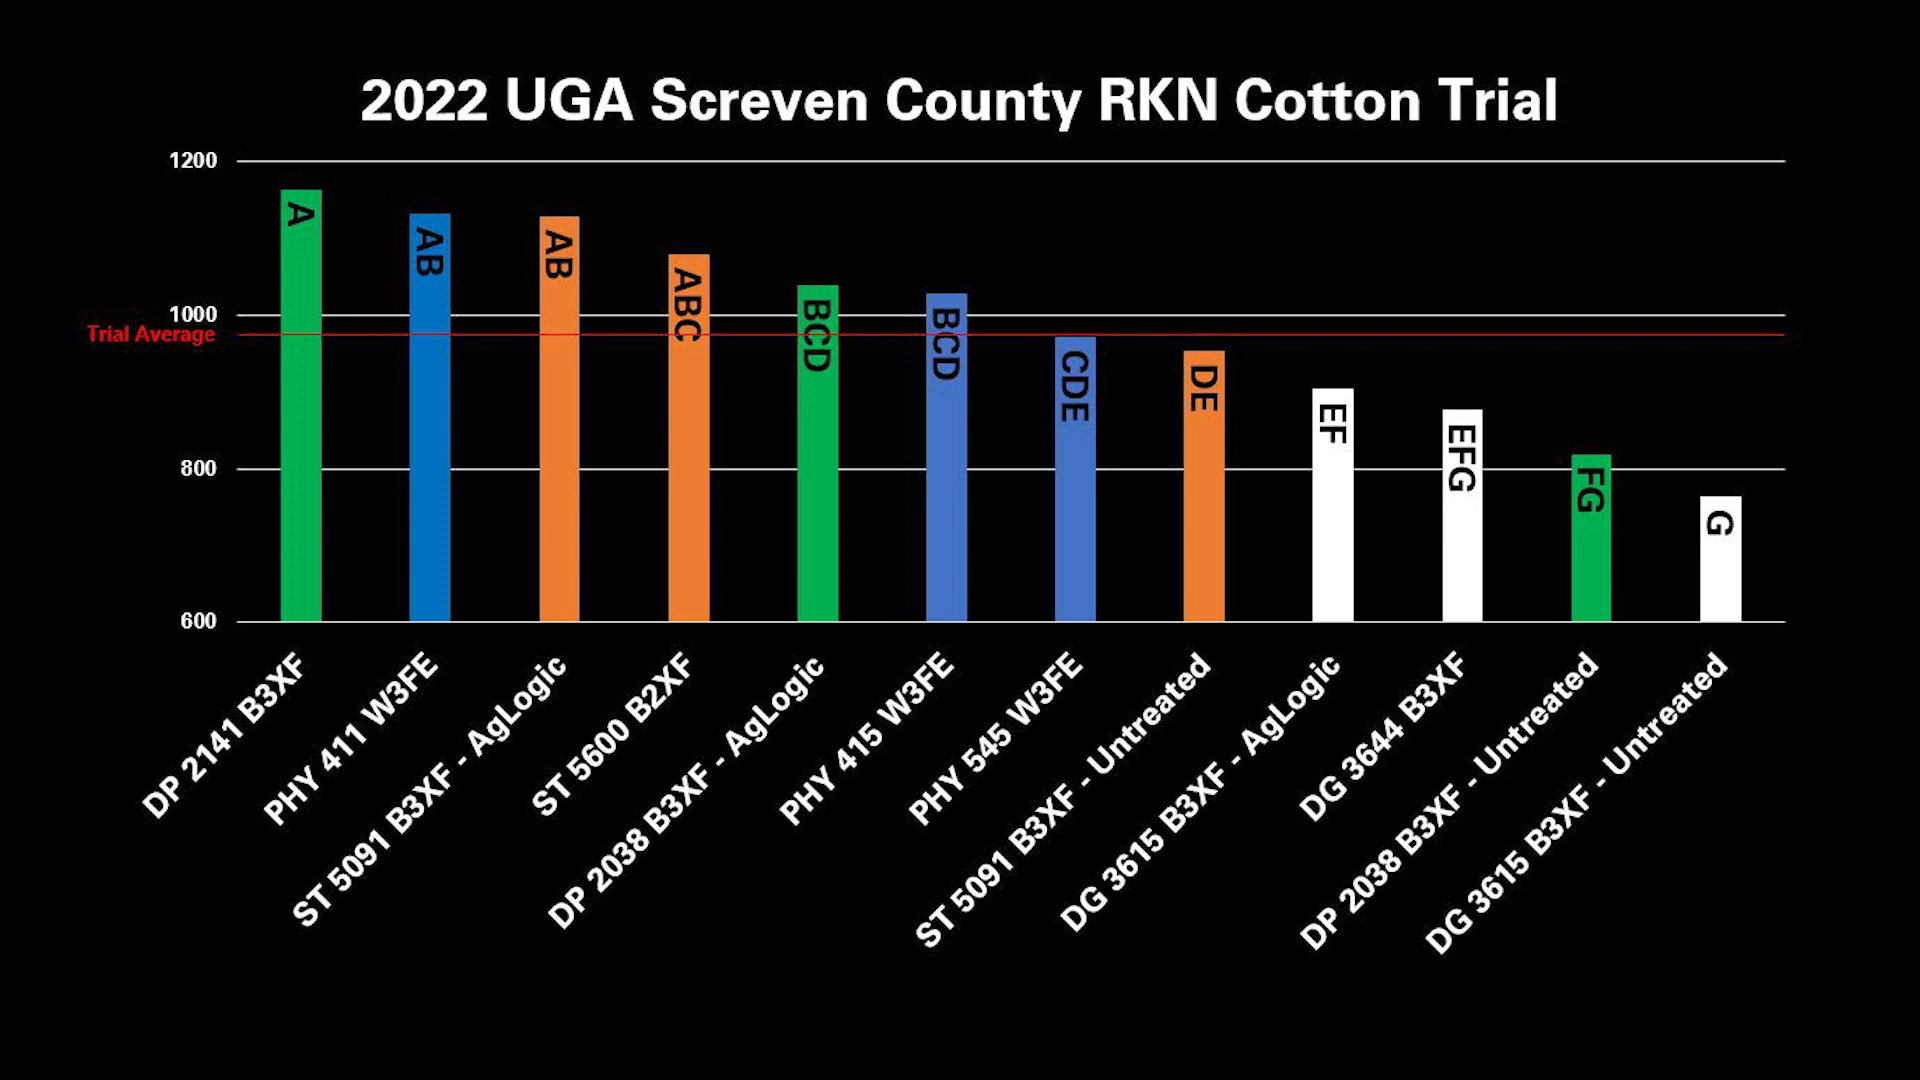 2022 UGA Screven County RKN Cotton Trial
1200
1000
Trial Average
800
600
A
AB
AB
ABC
BCD
BCD
CDE
DE
EF
EFG
FG
G
DP 2141 B3XF
PHY 411 W3FE
ST 5091 B3XF - AgLogic
ST 5600 B2XF
DP 2038 B3XF - AgLogic
PHY 415 W3FE
PHY 545 W3FE
ST 5091 B3XF - Untreated
DG 3615 B3XF - AgLogic
DG 3644 B3XF
DP 2038 B3XF - Untreated
DG 3615 B3XF - Untreated